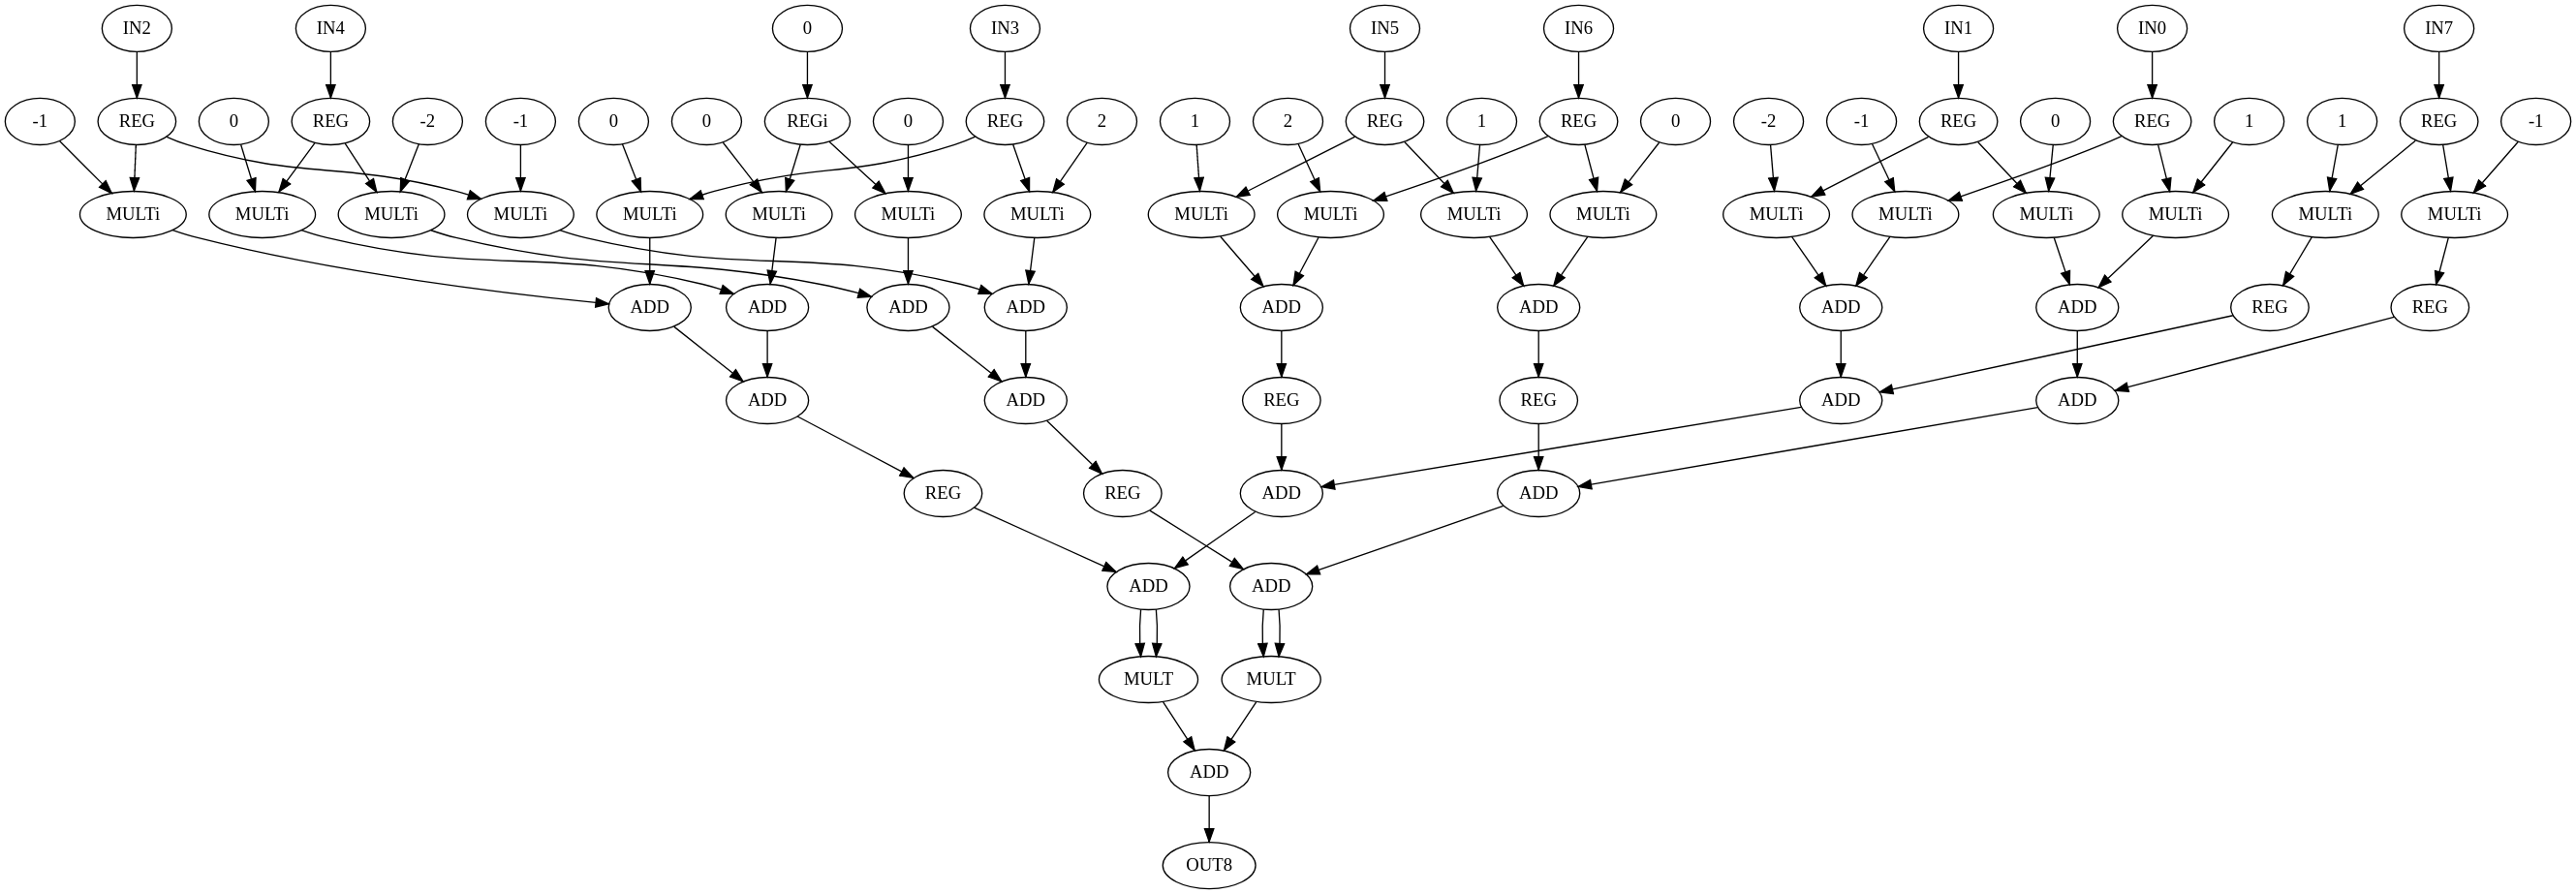 IN2 IN4 0 IN3 IN5 IN6 IN1 IN0 IN7
-1 REG 0 REG -2 -1 0 0 REGi 0 REG 2 1 2 REG 1 REG 0 -2 -1 REG 0 REG 1 1 REG -1
MULTi MULTi MULTi MULTi MULTi MULTi MULTi MULTi MULTi MULTi MULTi MULTi MULTi MULTi MULTi MULTi MULTi MULTi
ADD ADD ADD ADD ADD ADD ADD ADD REG REG
ADD ADD REG REG ADD ADD
REG REG ADD ADD
ADD ADD
MULT MULT
ADD
OUT8